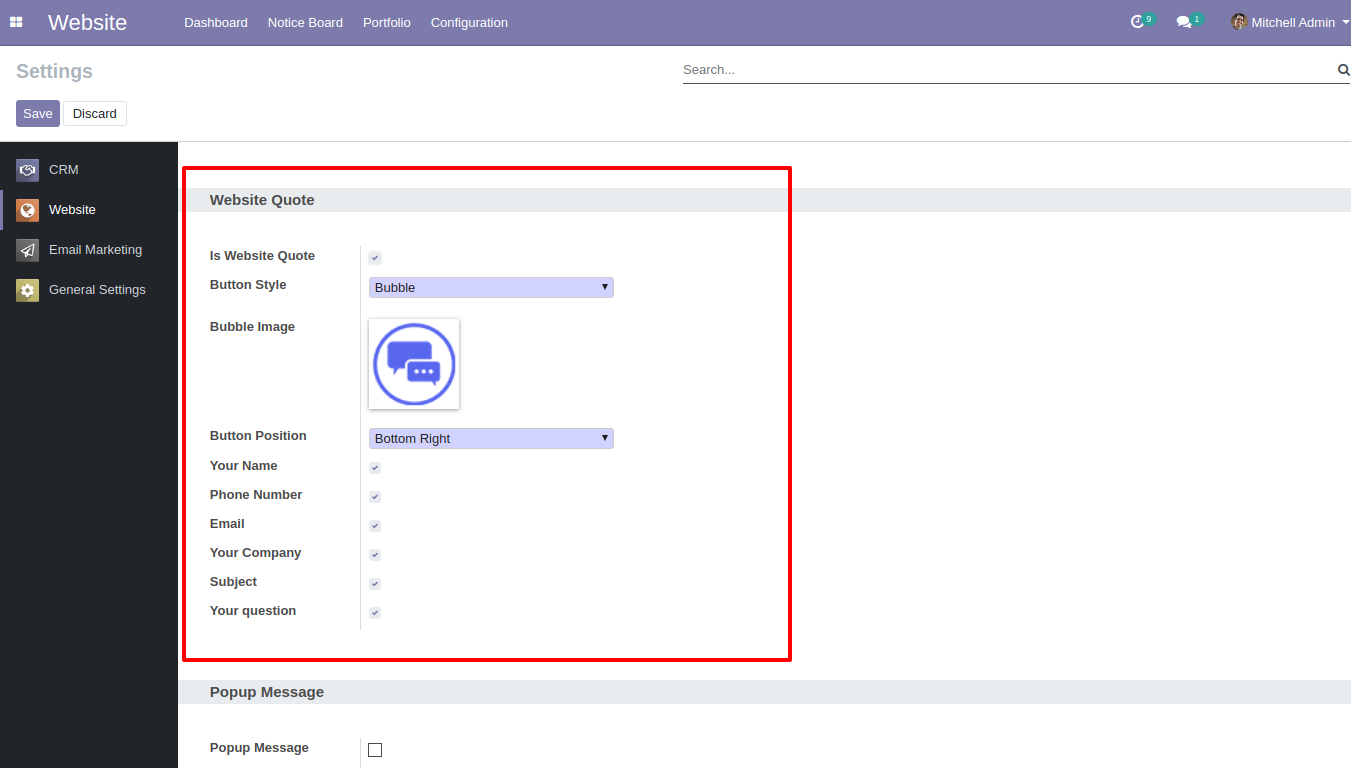 Website Dashboard Notice Board Portfolio Configuration 9 1 Mitchell Admin
Settings Search...
Save Discard
CRM
Website
Email Marketing
General Settings
Website Quote
Is Website Quote
Button Style Bubble
Bubble Image
Button Position Bottom Right
Your Name
Phone Number
Email
Your Company
Subject
Your question
Popup Message
Popup Message